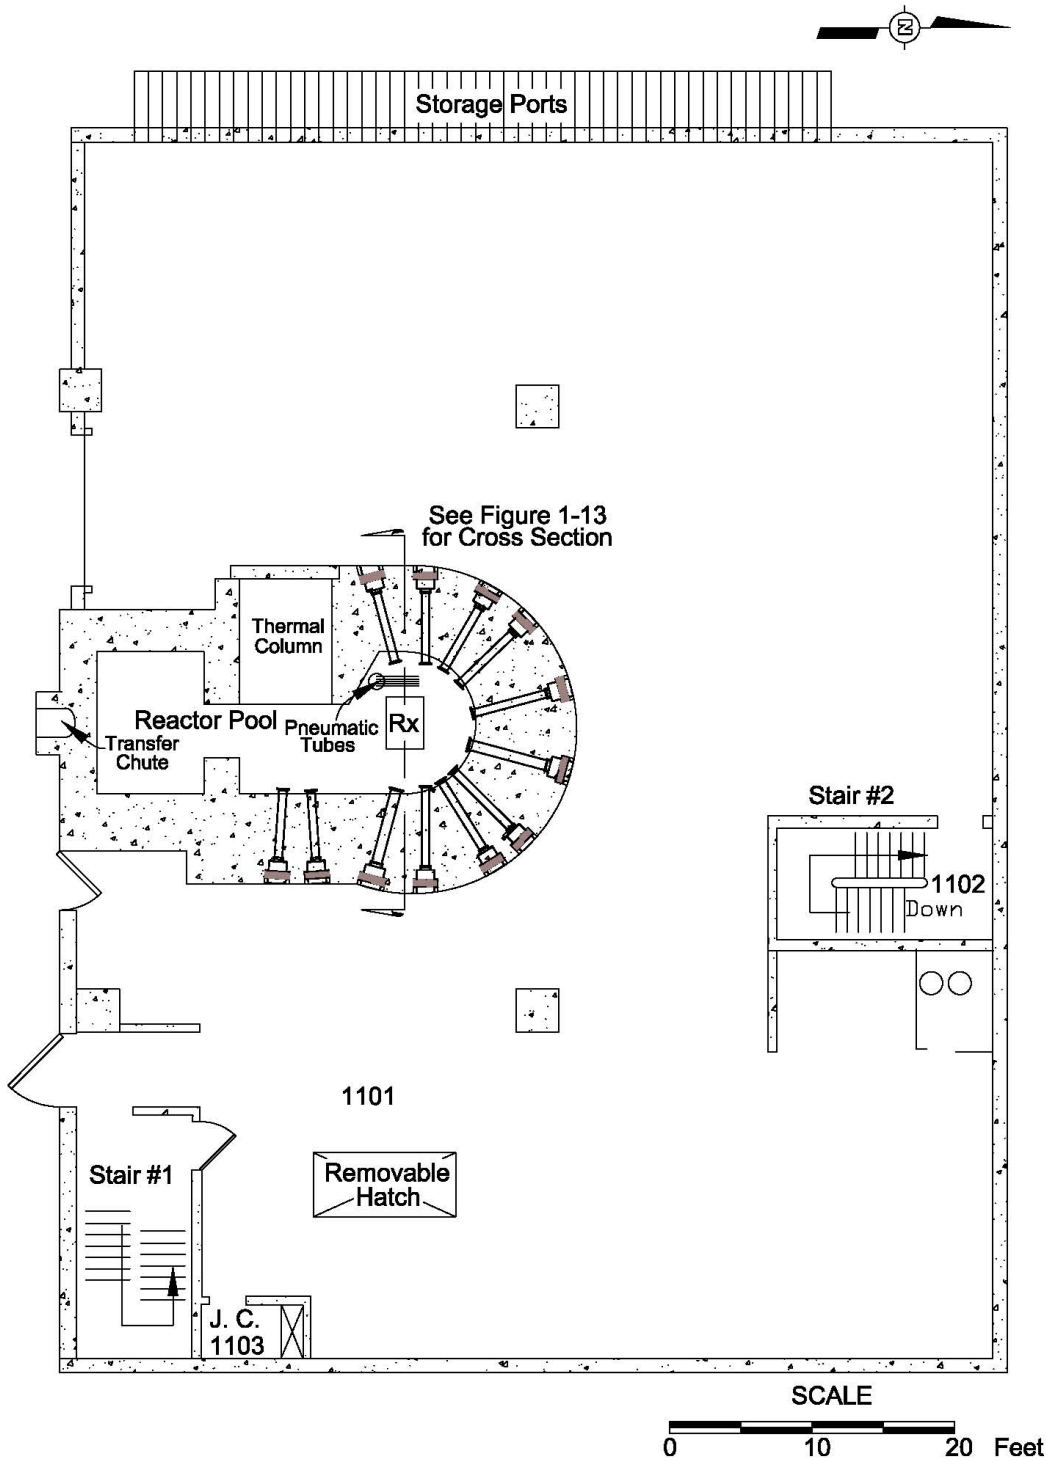 N
Storage Ports
See Figure 1-13
for Cross Section
Thermal
Column
Reactor Pool
Pneumatic
Tubes
Rx
Transfer
Chute
Stair #2
1102
Down
1101
Stair #1
Removable
Hatch
J. C.
1103
SCALE
0 10 20 Feet